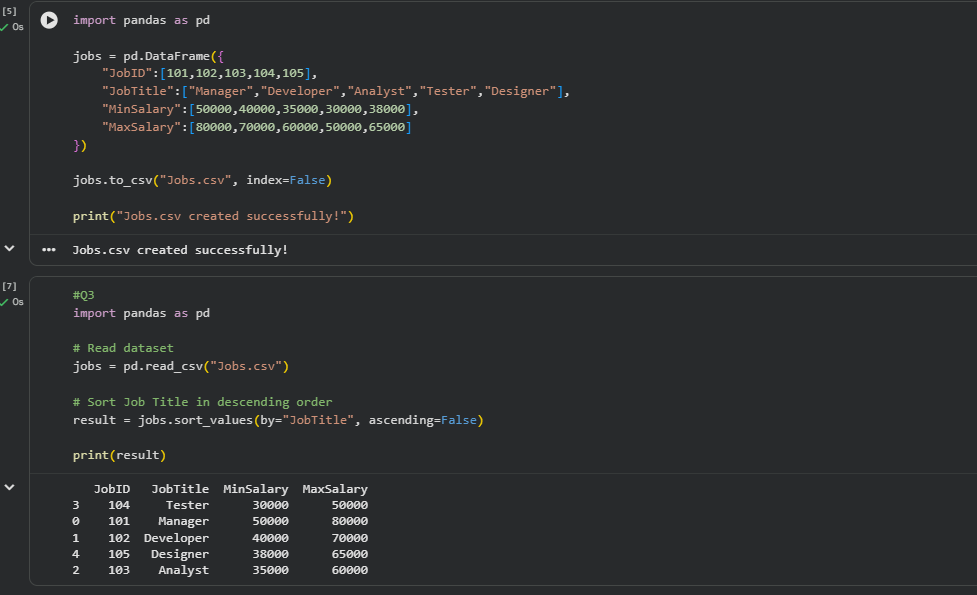 [5]
0s
import pandas as pd
jobs = pd.DataFrame({
"JobID":[101,102,103,104,105],
"JobTitle":["Manager","Developer","Analyst","Tester","Designer"],
"MinSalary":[50000,40000,35000,30000,38000],
"MaxSalary":[80000,70000,60000,50000,65000]
})
jobs.to_csv("Jobs.csv", index=False)
print("Jobs.csv created successfully!")
Jobs.csv created successfully!
[7]
0s
#Q3
import pandas as pd
# Read dataset
jobs = pd.read_csv("Jobs.csv")
# Sort Job Title in descending order
result = jobs.sort_values(by="JobTitle", ascending=False)
print(result)
JobID JobTitle MinSalary MaxSalary
3 104 Tester 30000 50000
0 101 Manager 50000 80000
1 102 Developer 40000 70000
4 105 Designer 38000 65000
2 103 Analyst 35000 60000